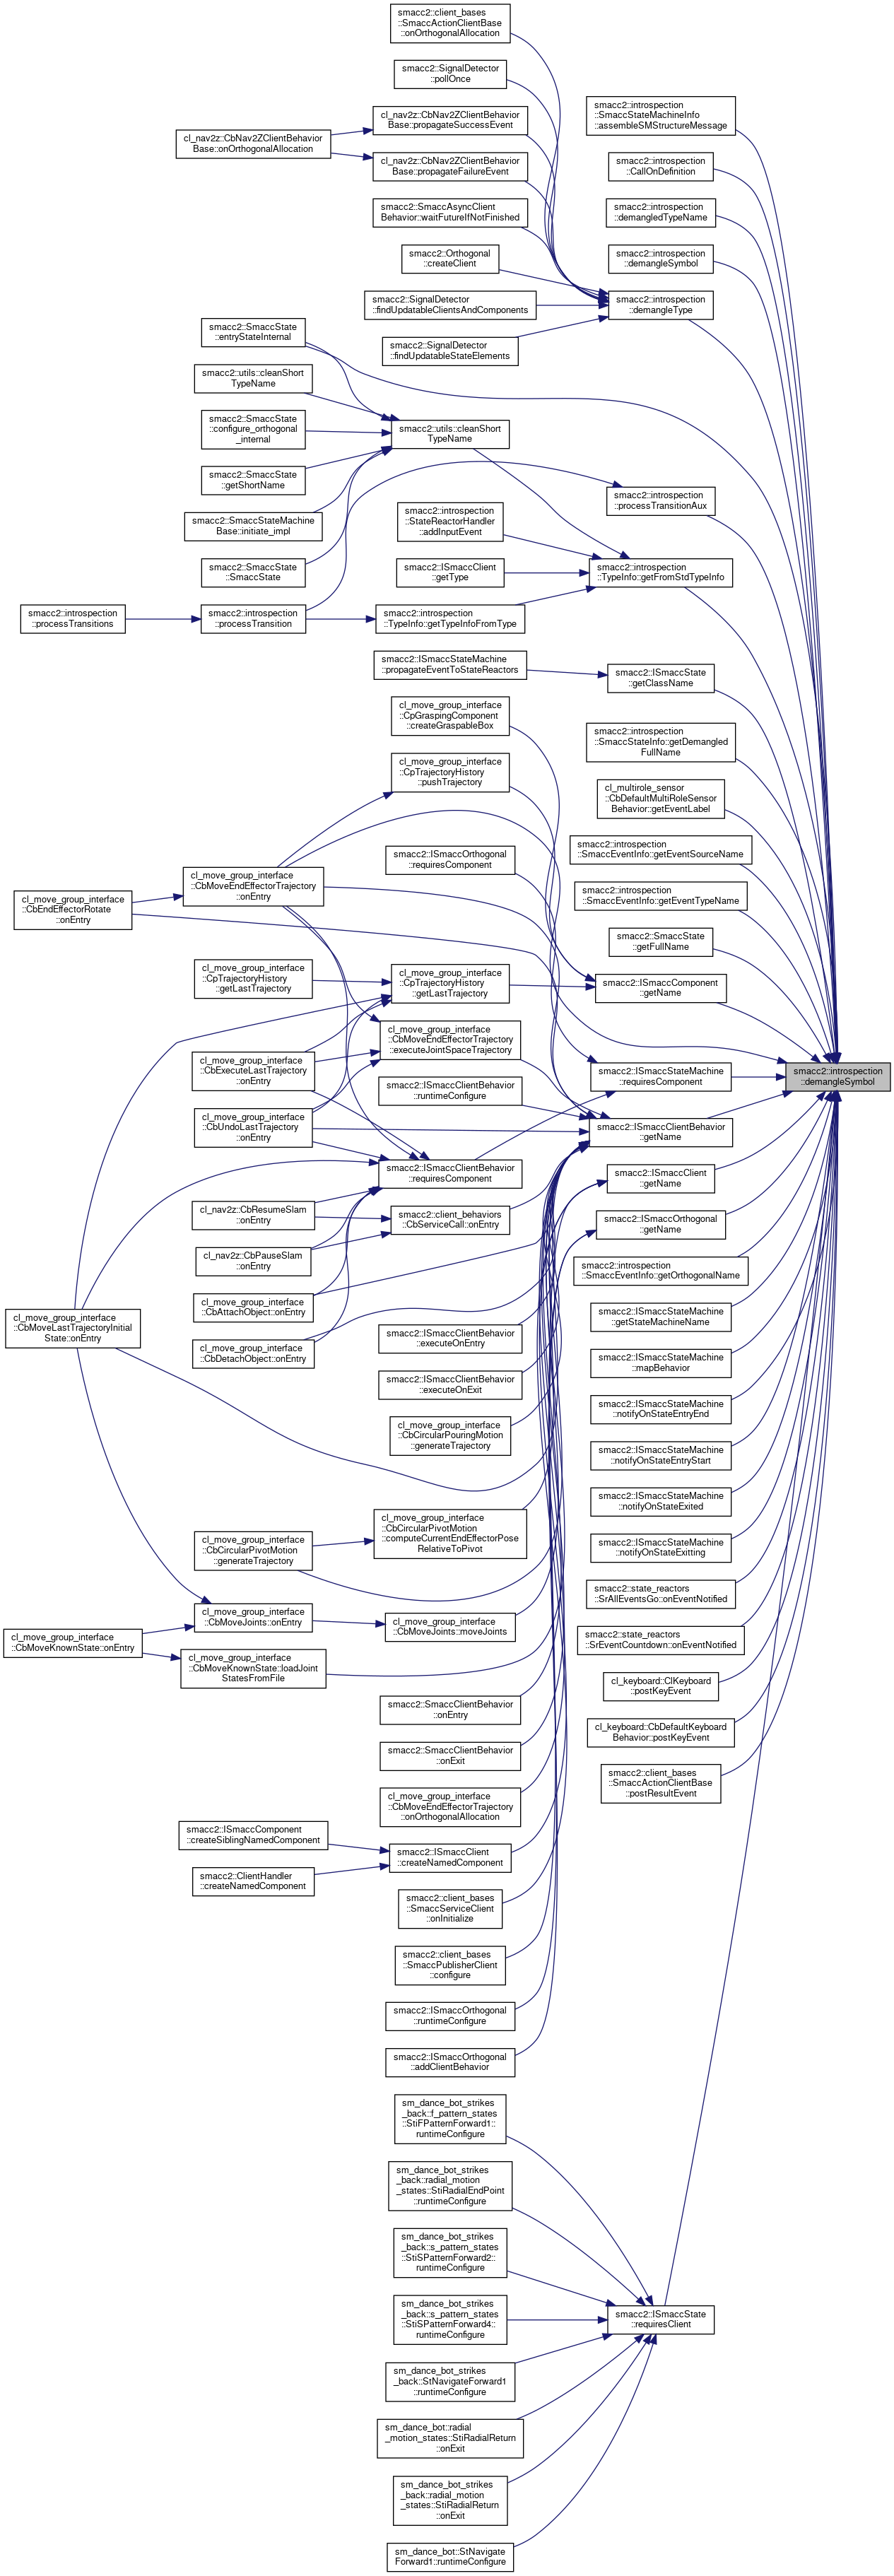 smacc2::client_bases
::SmaccActionClientBase
::onOrthogonalAllocation
smacc2::SignalDetector
::pollOnce
smacc2::introspection
::SmaccStateMachineInfo
::assembleSMStructureMessage
cl_nav2z::CbNav2ZClientBehavior
Base::propagateSuccessEvent
cl_nav2z::CbNav2ZClientBehavior
Base::onOrthogonalAllocation
cl_nav2z::CbNav2ZClientBehavior
Base::propagateFailureEvent
smacc2::introspection
::CallOnDefinition
smacc2::SmaccAsyncClient
Behavior::waitFutureIfNotFinished
smacc2::introspection
::demangledTypeName
smacc2::Orthogonal
::createClient
smacc2::introspection
::demangleSymbol
smacc2::SignalDetector
::findUpdatableClientsAndComponents
smacc2::introspection
::demangleType
smacc2::SmaccState
::entryStateInternal
smacc2::SignalDetector
::findUpdatableStateElements
smacc2::utils::cleanShort
TypeName
smacc2::SmaccState
::configure_orthogonal
_internal
smacc2::utils::cleanShort
TypeName
smacc2::SmaccState
::getShortName
smacc2::introspection
::processTransitionAux
smacc2::SmaccStateMachine
Base::initiate_impl
smacc2::introspection
::StateReactorHandler
::addInputEvent
smacc2::SmaccState
::SmaccState
smacc2::ISmaccClient
::getType
smacc2::introspection
::TypeInfo::getFromStdTypeInfo
smacc2::introspection
::processTransitions
smacc2::introspection
::processTransition
smacc2::introspection
::TypeInfo::getTypeInfoFromType
smacc2::ISmaccStateMachine
::propagateEventToStateReactors
smacc2::ISmaccState
::getClassName
cl_move_group_interface
::CpGraspingComponent
::createGraspableBox
smacc2::introspection
::SmaccStateInfo::getDemangled
FullName
cl_move_group_interface
::CpTrajectoryHistory
::pushTrajectory
cl_multirole_sensor
::CbDefaultMultiRoleSensor
Behavior::getEventLabel
smacc2::ISmaccOrthogonal
::requiresComponent
smacc2::introspection
::SmaccEventInfo::getEventSourceName
cl_move_group_interface
::CbMoveEndEffectorTrajectory
::onEntry
cl_move_group_interface
::CbEndEffectorRotate
::onEntry
smacc2::introspection
::SmaccEventInfo::getEventTypeName
smacc2::SmaccState
::getFullName
cl_move_group_interface
::CpTrajectoryHistory
::getLastTrajectory
cl_move_group_interface
::CpTrajectoryHistory
::getLastTrajectory
smacc2::ISmaccComponent
::getName
cl_move_group_interface
::CbMoveEndEffectorTrajectory
::executeJointSpaceTrajectory
cl_move_group_interface
::CbExecuteLastTrajectory
::onEntry
smacc2::ISmaccStateMachine
::requiresComponent
smacc2::introspection
::demangleSymbol
smacc2::ISmaccClientBehavior
::runtimeConfigure
cl_move_group_interface
::CbUndoLastTrajectory
::onEntry
smacc2::ISmaccClientBehavior
::getName
smacc2::ISmaccClientBehavior
::requiresComponent
smacc2::ISmaccClient
::getName
cl_nav2z::CbResumeSlam
::onEntry
smacc2::client_behaviors
::CbServiceCall::onEntry
smacc2::ISmaccOrthogonal
::getName
cl_nav2z::CbPauseSlam
::onEntry
smacc2::introspection
::SmaccEventInfo::getOrthogonalName
cl_move_group_interface
::CbAttachObject::onEntry
smacc2::ISmaccStateMachine
::getStateMachineName
cl_move_group_interface
::CbMoveLastTrajectoryInitial
State::onEntry
smacc2::ISmaccClientBehavior
::executeOnEntry
cl_move_group_interface
::CbDetachObject::onEntry
smacc2::ISmaccStateMachine
::mapBehavior
smacc2::ISmaccClientBehavior
::executeOnExit
smacc2::ISmaccStateMachine
::notifyOnStateEntryEnd
cl_move_group_interface
::CbCircularPouringMotion
::generateTrajectory
smacc2::ISmaccStateMachine
::notifyOnStateEntryStart
smacc2::ISmaccStateMachine
::notifyOnStateExited
cl_move_group_interface
::CbCircularPivotMotion
::computeCurrentEndEffectorPose
RelativeToPivot
cl_move_group_interface
::CbCircularPivotMotion
::generateTrajectory
smacc2::ISmaccStateMachine
::notifyOnStateExitting
smacc2::state_reactors
::SrAllEventsGo::onEventNotified
cl_move_group_interface
::CbMoveJoints::onEntry
cl_move_group_interface
::CbMoveJoints::moveJoints
smacc2::state_reactors
::SrEventCountdown::onEventNotified
cl_move_group_interface
::CbMoveKnownState::onEntry
cl_move_group_interface
::CbMoveKnownState::loadJoint
StatesFromFile
cl_keyboard::ClKeyboard
::postKeyEvent
smacc2::SmaccClientBehavior
::onEntry
cl_keyboard::CbDefaultKeyboard
Behavior::postKeyEvent
smacc2::SmaccClientBehavior
::onExit
smacc2::client_bases
::SmaccActionClientBase
::postResultEvent
cl_move_group_interface
::CbMoveEndEffectorTrajectory
::onOrthogonalAllocation
smacc2::ISmaccComponent
::createSiblingNamedComponent
smacc2::ISmaccClient
::createNamedComponent
smacc2::ClientHandler
::createNamedComponent
smacc2::client_bases
::SmaccServiceClient
::onInitialize
smacc2::client_bases
::SmaccPublisherClient
::configure
smacc2::ISmaccOrthogonal
::runtimeConfigure
smacc2::ISmaccOrthogonal
::addClientBehavior
sm_dance_bot_strikes
_back::f_pattern_states
::StiFPatternForward1::
runtimeConfigure
sm_dance_bot_strikes
_back::radial_motion
_states::StiRadialEndPoint
::runtimeConfigure
sm_dance_bot_strikes
_back::s_pattern_states
::StiSPatternForward2::
runtimeConfigure
sm_dance_bot_strikes
_back::s_pattern_states
::StiSPatternForward4::
runtimeConfigure
smacc2::ISmaccState
::requiresClient
sm_dance_bot_strikes
_back::StNavigateForward1
::runtimeConfigure
sm_dance_bot::radial
_motion_states::StiRadialReturn
::onExit
sm_dance_bot_strikes
_back::radial_motion
_states::StiRadialReturn
::onExit
sm_dance_bot::StNavigate
Forward1::runtimeConfigure